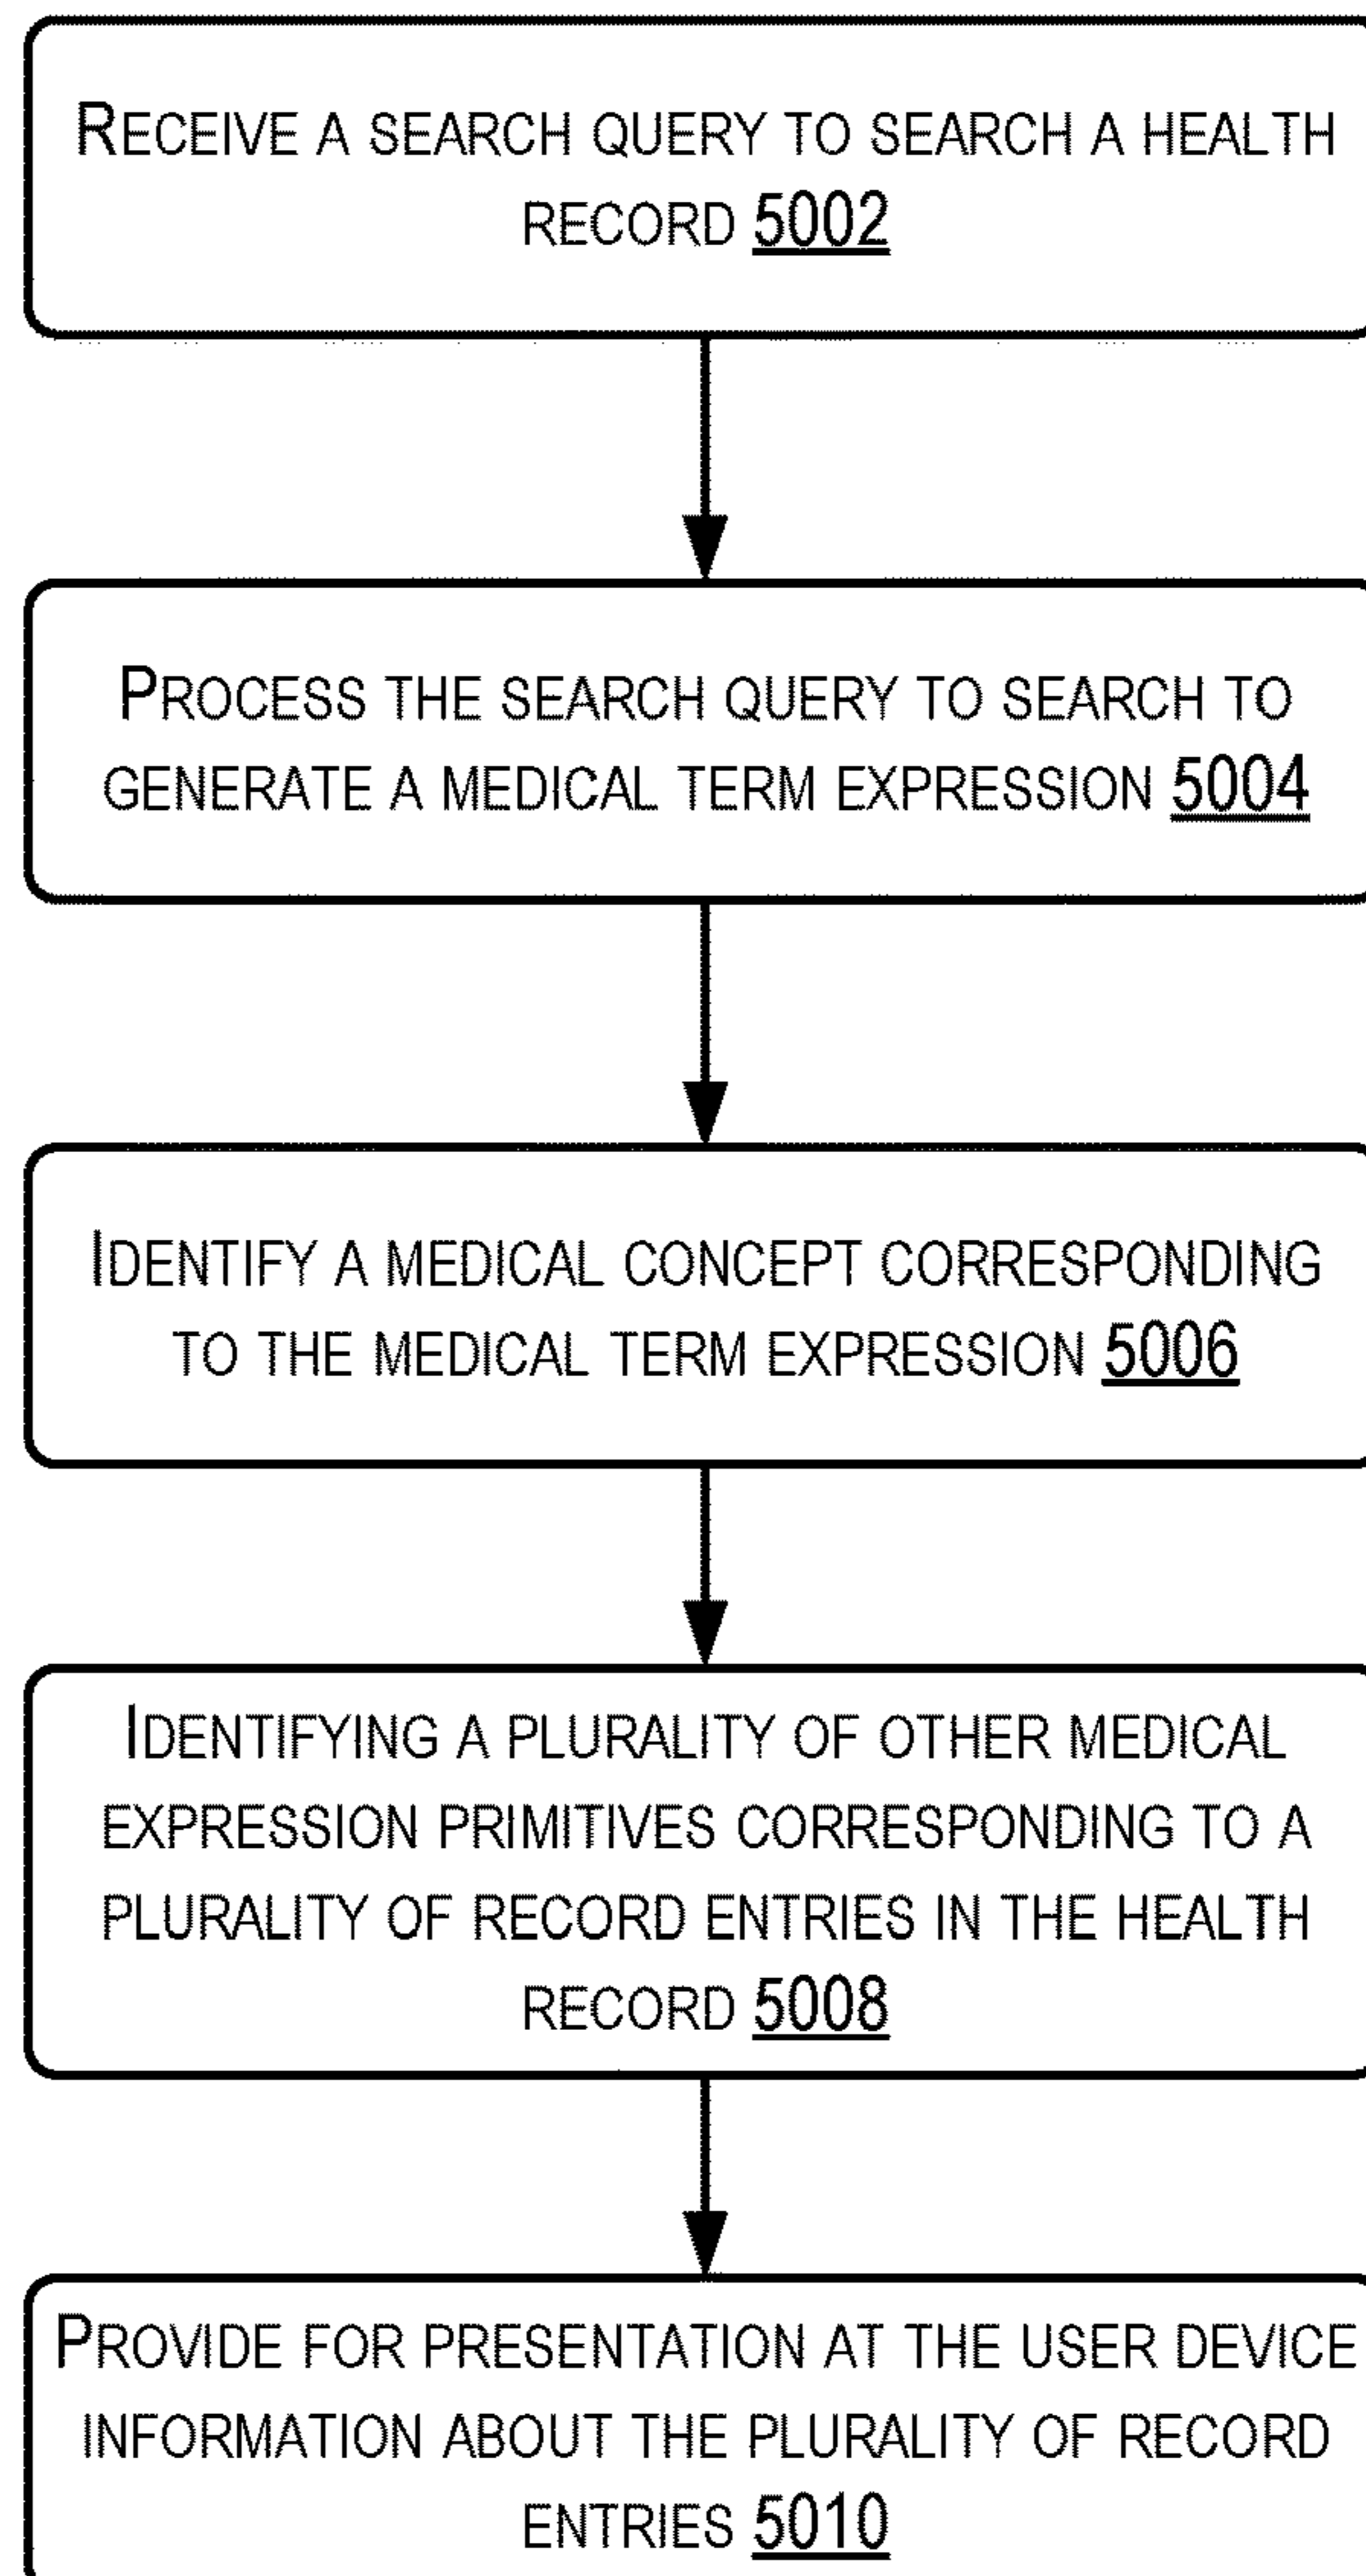 RECEIVE A SEARCH QUERY TO SEARCH A HEALTH
RECORD 5002
PROCESS THE SEARCH QUERY TO SEARCH TO
GENERATE A MEDICAL TERM EXPRESSION 5004
IDENTIFY A MEDICAL CONCEPT CORRESPONDING
TO THE MEDICAL TERM EXPRESSION 5006
IDENTIFYING A PLURALITY OF OTHER MEDICAL
EXPRESSION PRIMITIVES CORRESPONDING TO A
PLURALITY OF RECORD ENTRIES IN THE HEALTH
RECORD 5008
PROVIDE FOR PRESENTATION AT THE USER DEVICE
INFORMATION ABOUT THE PLURALITY OF RECORD
ENTRIES 5010